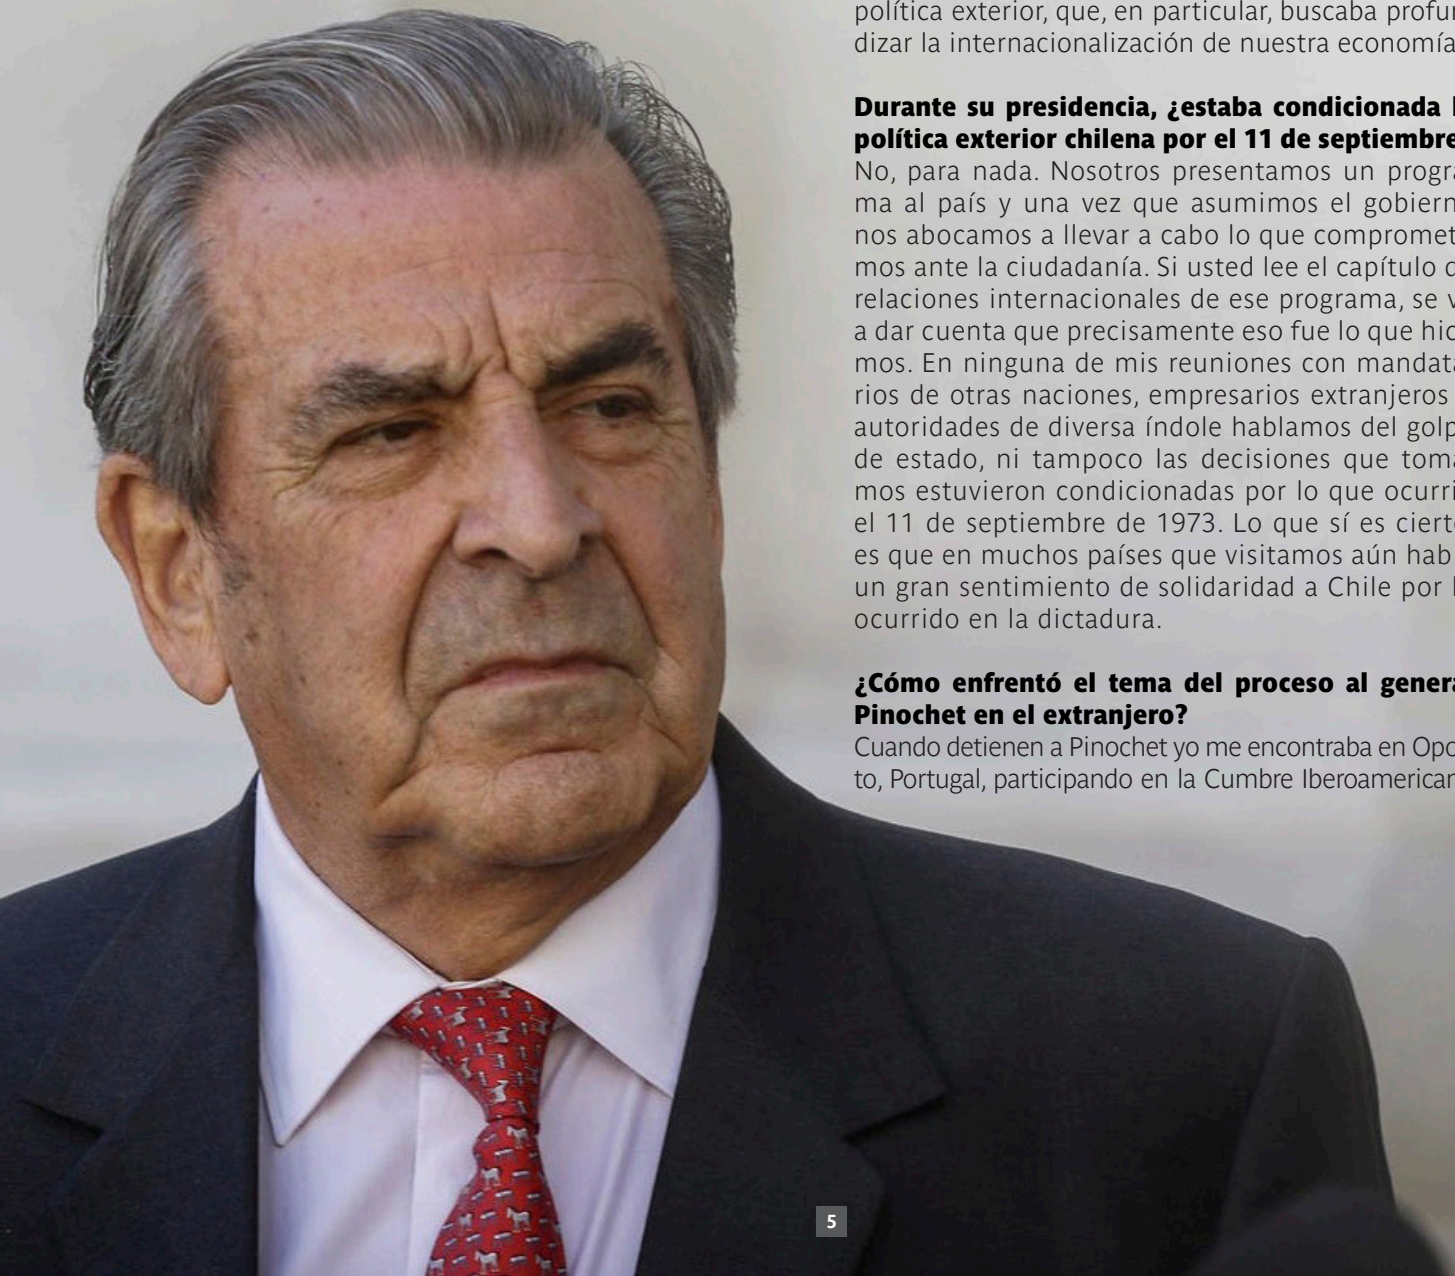 política exterior, que, en particular, buscaba profun
dizar la internacionalización de nuestra economía
Durante su presidencia, ¿estaba condicionada
política exterior chilena por el 11 de septiembre
No, para nada. Nosotros presentamos un progra
ma al país y una vez que asumimos el gobiern
nos abocamos a llevar a cabo lo que compromet
mos ante la ciudadanía. Si usted lee el capítulo
relaciones internacionales de ese programa, se v
a dar cuenta que precisamente eso fue lo que hic
mos. En ninguna de mis reuniones con mandata
rios de otras naciones, empresarios extranjeros
autoridades de diversa índole hablamos del golp
de estado, ni tampoco las decisiones que toma
mos estuvieron condicionadas por lo que ocurri
el 11 de septiembre de 1973. Lo que sí es cierto
es que en muchos países que visitamos aún hab
un gran sentimiento de solidaridad a Chile por
ocurrido en la dictadura.
¿Cómo enfrentó el tema del proceso al genera
Pinochet en el extranjero?
Cuando detienen a Pinochet yo me encontraba en Opo
to, Portugal, participando en la Cumbre Iberoamerican
5